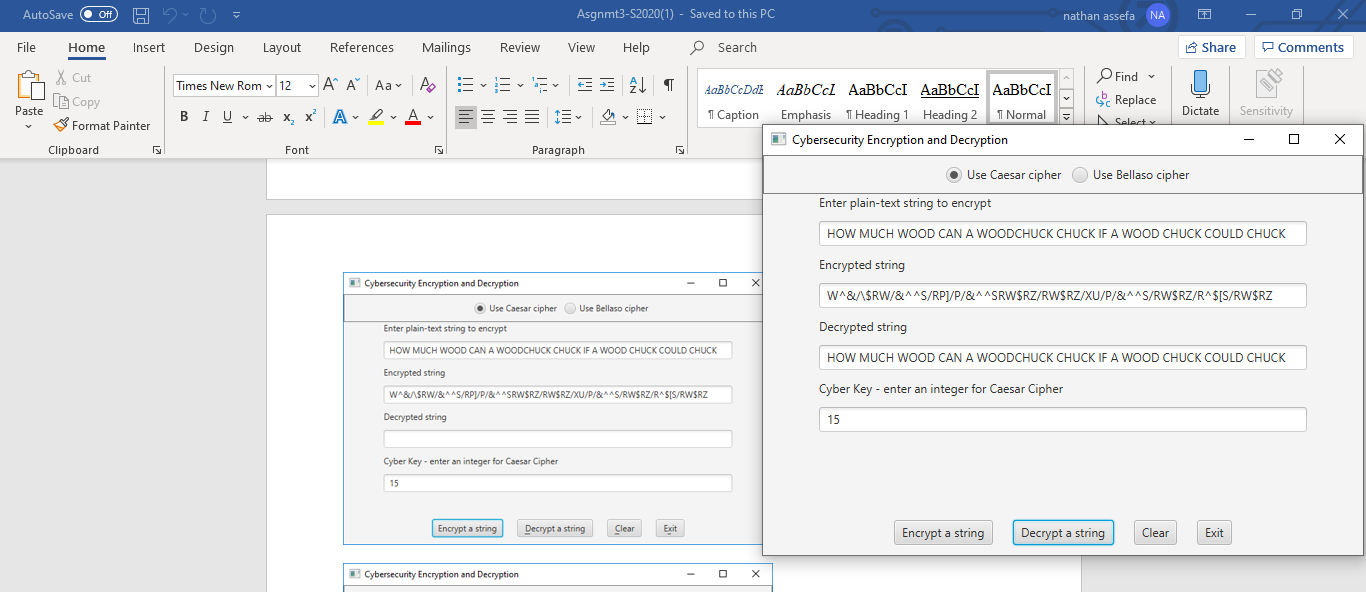 AutoSave Off Asgnmt3-S2020(1) - Saved to this PC nathan assefa NA
File Home Insert Design Layout References Mailings Review View Help Search Share Comments
Paste
Cut
Copy
Format Painter
Clipboard
Times New Rom 12
Font
Paragraph
AaBbCcDdE AaBbCcI AaBbCcI AaBbCcI AaBbCcI
¶ Caption Emphasis ¶ Heading 1 Heading 2 ¶ Normal
Find
Replace
Select
Dictate
Sensitivity
Cybersecurity Encryption and Decryption
Use Caesar cipher Use Bellaso cipher
Enter plain-text string to encrypt
HOW MUCH WOOD CAN A WOODCHUCK CHUCK IF A WOOD CHUCK COULD CHUCK
Encrypted string
W^&/\$RW/&^^S/RP]/P/&^^SRW$RZ/RW$RZ/XU/P/&^^S/RW$RZ/R^$[S/RW$RZ
Decrypted string
Cyber Key - enter an integer for Caesar Cipher
15
Encrypt a string Decrypt a string Clear Exit
Cybersecurity Encryption and Decryption
Cybersecurity Encryption and Decryption
Use Caesar cipher Use Bellaso cipher
Enter plain-text string to encrypt
HOW MUCH WOOD CAN A WOODCHUCK CHUCK IF A WOOD CHUCK COULD CHUCK
Encrypted string
W^&/\$RW/&^^S/RP]/P/&^^SRW$RZ/RW$RZ/XU/P/&^^S/RW$RZ/R^$[S/RW$RZ
Decrypted string
HOW MUCH WOOD CAN A WOODCHUCK CHUCK IF A WOOD CHUCK COULD CHUCK
Cyber Key - enter an integer for Caesar Cipher
15
Encrypt a string Decrypt a string Clear Exit